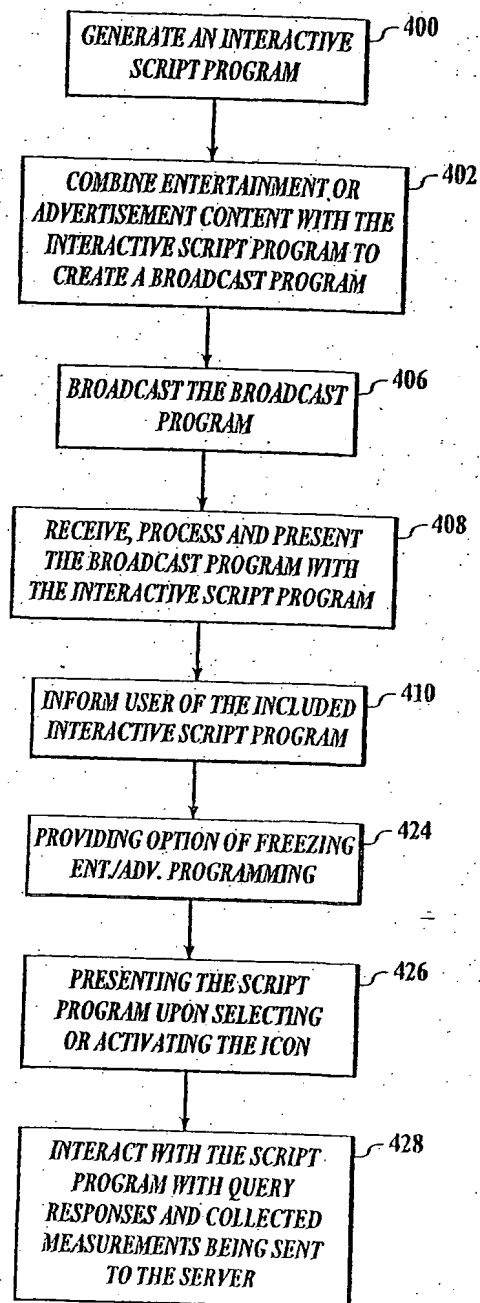 GENERATE AN INTERACTIVE
SCRIPT PROGRAM
400
COMBINE ENTERTAINMENT OR
ADVERTISEMENT CONTENT WITH THE
INTERACTIVE SCRIPT PROGRAM TO
CREATE A BROADCAST PROGRAM
402
BROADCAST THE BROADCAST
PROGRAM
406
RECEIVE, PROCESS AND PRESENT
THE BROADCAST PROGRAM WITH
THE INTERACTIVE SCRIPT PROGRAM
408
INFORM USER OF THE INCLUDED
INTERACTIVE SCRIPT PROGRAM
410
PROVIDING OPTION OF FREEZING
ENT./ADV. PROGRAMMING
424
PRESENTING THE SCRIPT
PROGRAM UPON SELECTING
OR ACTIVATING THE ICON
426
INTERACT WITH THE SCRIPT
PROGRAM WITH QUERY
RESPONSES AND COLLECTED
MEASUREMENTS BEING SENT
TO THE SERVER
428